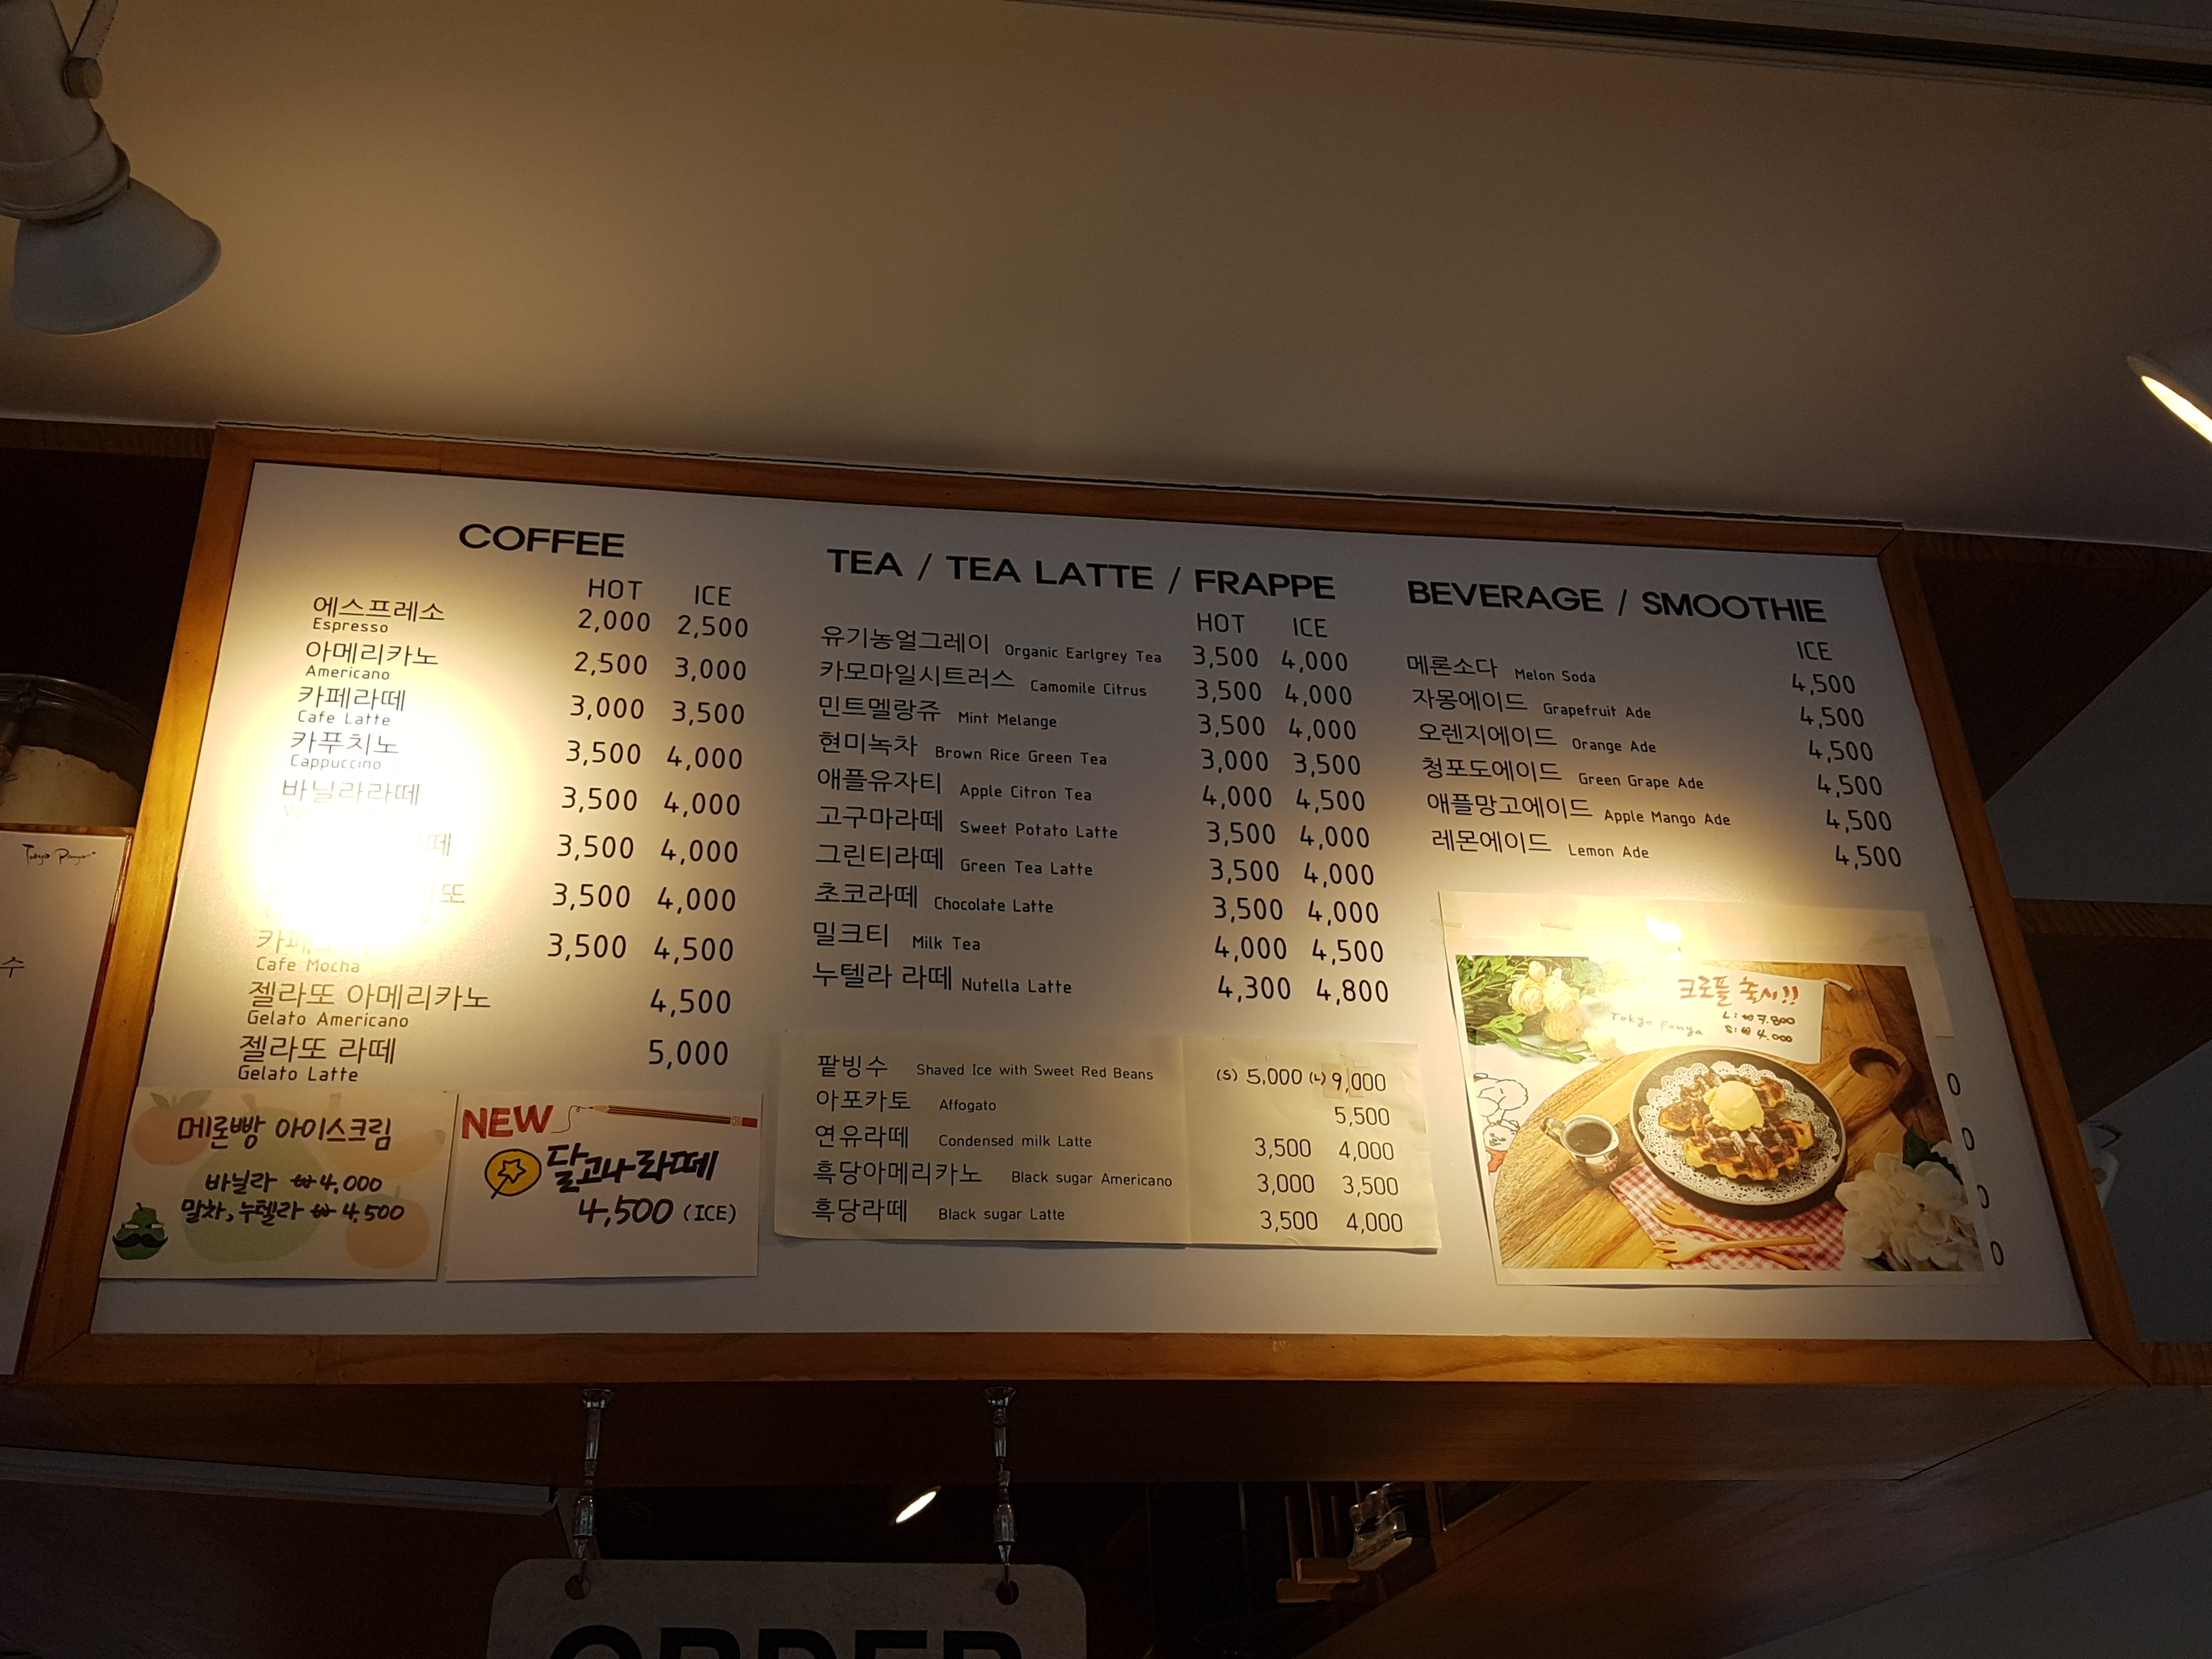 COFFEE
HOT ICE
에스프레소 2,000 2,500
Espresso
아메리카노 2,500 3,000
Americano
카페라떼 3,000 3,500
Cafe Latte
카푸치노 3,500 4,000
Cappuccino
바닐라라떼 3,500 4,000
3,500 4,000
3,500 4,000
3,500 4,500
Cafe Mocha
젤라또 아메리카노 4,500
Gelato Americano
젤라또 라떼 5,000
Gelato Latte
메론빵 아이스크림
바닐라 ₩4,000
말차,누텔라 ₩4,500
NEW
달고나라떼
4,500 (ICE)
TEA / TEA LATTE / FRAPPE
HOT ICE
유기농얼그레이 Organic Earlgrey Tea 3,500 4,000
카모마일시트러스 Camomile Citrus 3,500 4,000
민트멜랑쥬 Mint Melange 3,500 4,000
현미녹차 Brown Rice Green Tea 3,000 3,500
애플유자티 Apple Citron Tea 4,000 4,500
고구마라떼 Sweet Potato Latte 3,500 4,000
그린티라떼 Green Tea Latte 3,500 4,000
초코라떼 Chocolate Latte 3,500 4,000
밀크티 Milk Tea 4,000 4,500
누텔라 라떼 Nutella Latte 4,300 4,800
팥빙수 Shaved Ice with Sweet Red Beans (S) 5,000 (L) 9,000
아포카토 Affogato 5,500
연유라떼 Condensed milk Latte 3,500 4,000
흑당아메리카노 Black sugar Americano 3,000 3,500
흑당라떼 Black sugar Latte 3,500 4,000
BEVERAGE / SMOOTHIE
ICE
메론소다 Melon Soda 4,500
자몽에이드 Grapefruit Ade 4,500
오렌지에이드 Orange Ade 4,500
청포도에이드 Green Grape Ade 4,500
애플망고에이드 Apple Mango Ade 4,500
레몬에이드 Lemon Ade 4,500
크로플 출시!!
L:₩7.800
Tokyo Panya S:₩4.000
0
0
0
0
Tokyo Panya
수
ORDER